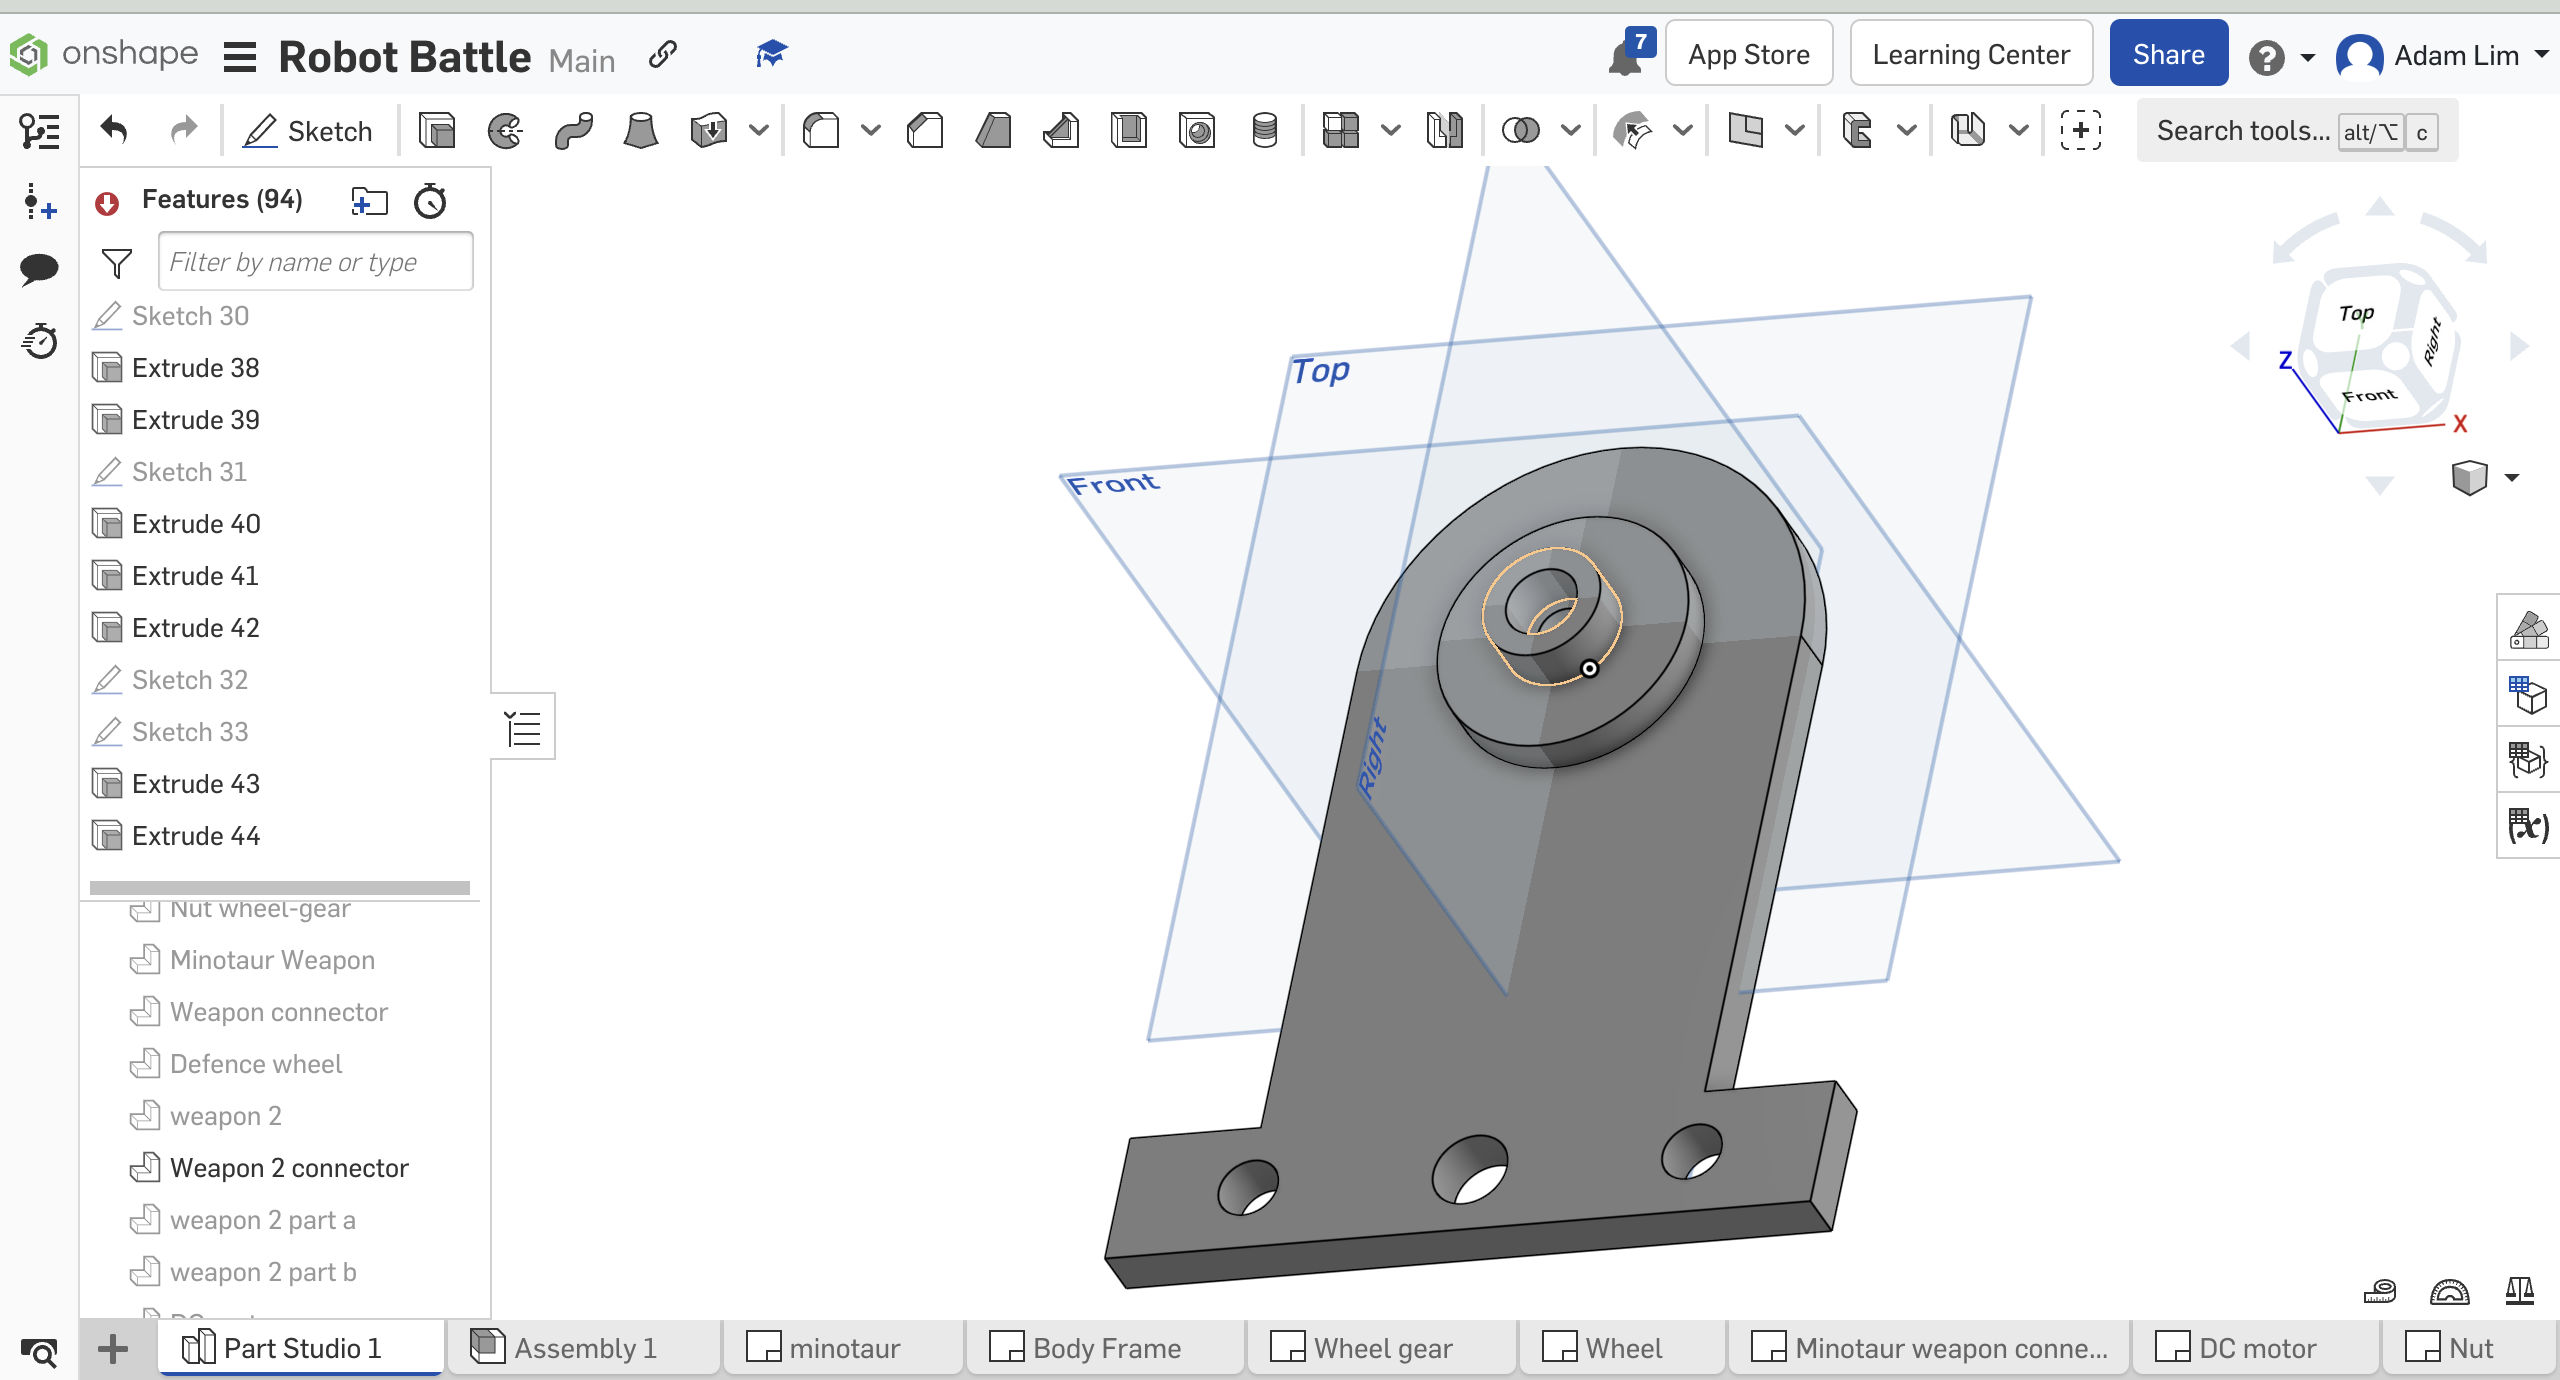 onshape Robot Battle Main 7 App Store Learning Center Share Adam Lim
Sketch Search tools... alt/⌥ c
Features (94)
Filter by name or type
Sketch 30
Extrude 38
Extrude 39
Sketch 31
Extrude 40
Extrude 41
Extrude 42
Sketch 32
Sketch 33
Extrude 43
Extrude 44
Nut wheel-gear
Minotaur Weapon
Weapon connector
Defence wheel
weapon 2
Weapon 2 connector
weapon 2 part a
weapon 2 part b
Top
Front
Right
Top
Right
Front
Z
X
(x)
Part Studio 1 Assembly 1 minotaur Body Frame Wheel gear Wheel Minotaur weapon conne... DC motor Nut